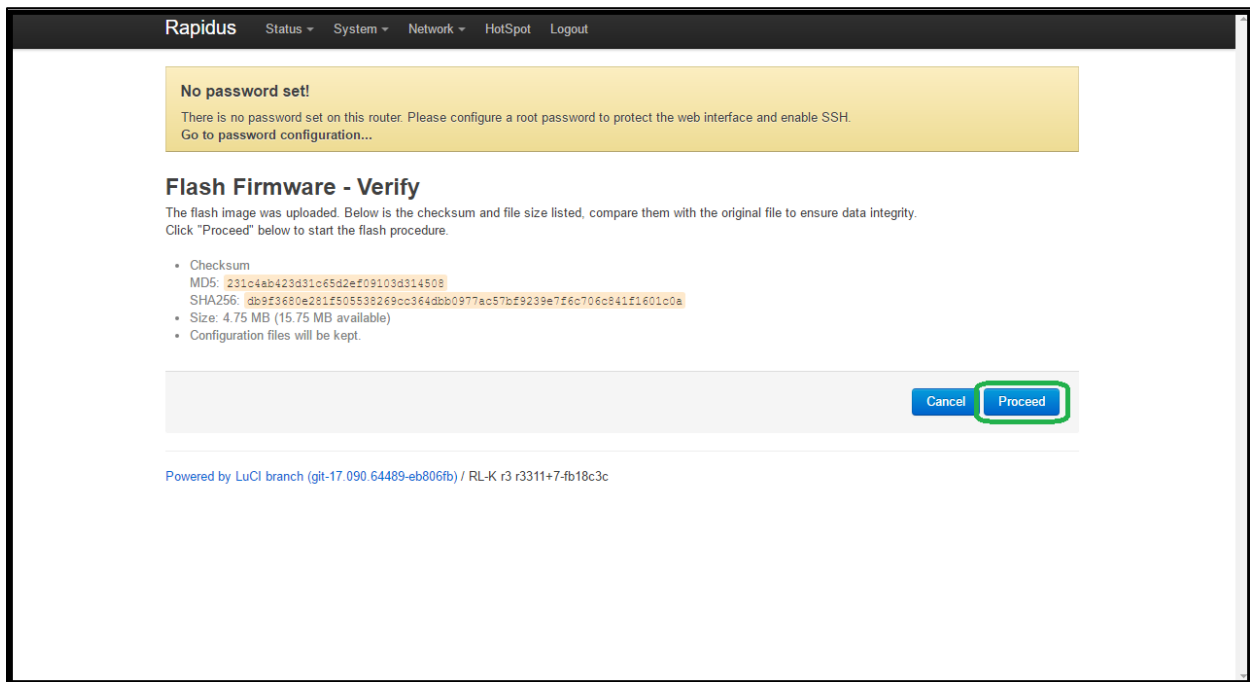 Rapidus Status System Network HotSpot Logout
No password set!
There is no password set on this router. Please configure a root password to protect the web interface and enable SSH.
Go to password configuration...
Flash Firmware - Verify
The flash image was uploaded. Below is the checksum and file size listed, compare them with the original file to ensure data integrity.
Click "Proceed" below to start the flash procedure.
• Checksum
MD5: 231c4ab423d31c65d2ef09103d314508
SHA256: db9f3680e281f505538269cc364dbb0977ac57bf9239e7f6c706c841f1601c0a
• Size: 4.75 MB (15.75 MB available)
• Configuration files will be kept.
Cancel Proceed
Powered by LuCI branch (git-17.090.64489-eb806fb) / RL-K r3 r3311+7-fb18c3c